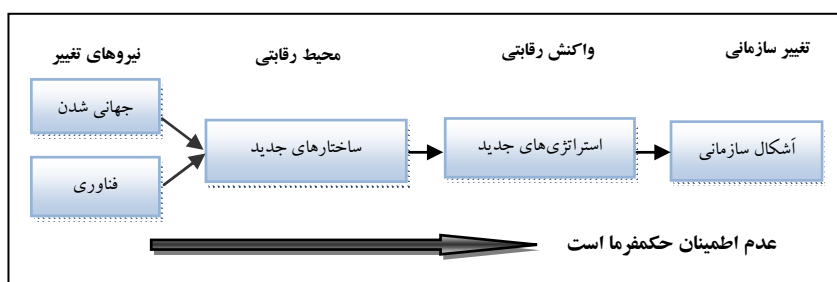 نیروهای تغییر
محیط رقابتی
واکنش رقابتی
تغییر سازمانی
جهانی شدن
فناوری
ساختارهای جدید
استراتژی‌های جدید
أشکال سازمانی
عدم اطمینان حکمفرما است